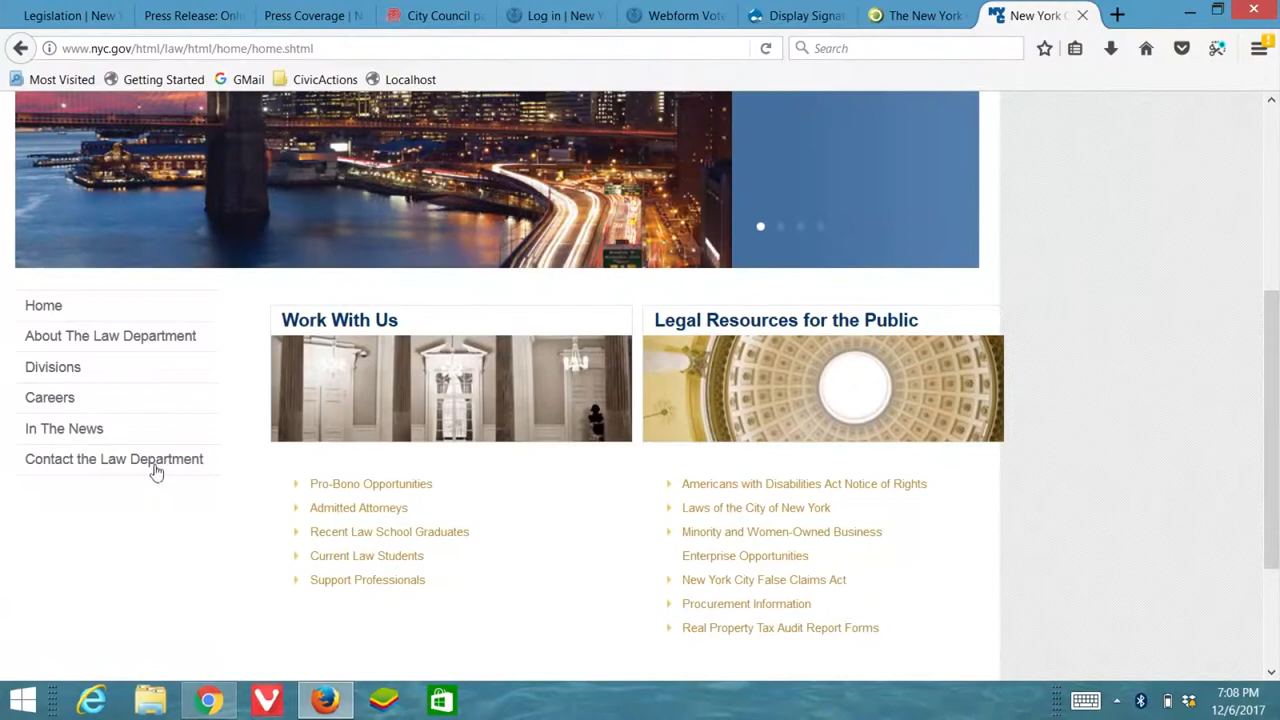 Legislation | New Y
Press Release: Onli
Press Coverage | N
City Council pa
Log in | New Y
Webform Vote
Display Signat
The New York
New York C
www.nyc.gov/html/law/html/home/home.shtml
Search
Most Visited
Getting Started
GMail
CivicActions
Localhost
Home
About The Law Department
Divisions
Careers
In The News
Contact the Law Department
Work With Us
Pro-Bono Opportunities
Admitted Attorneys
Recent Law School Graduates
Current Law Students
Support Professionals
Legal Resources for the Public
Americans with Disabilities Act Notice of Rights
Laws of the City of New York
Minority and Women-Owned Business
Enterprise Opportunities
New York City False Claims Act
Procurement Information
Real Property Tax Audit Report Forms
7:08 PM
12/6/2017